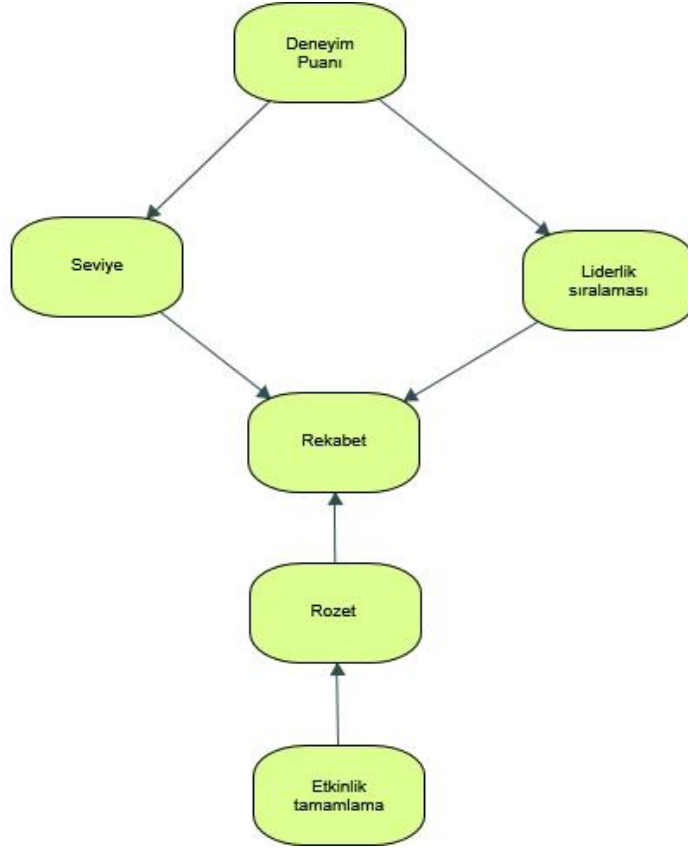 Deneyim
Puanı
Seviye
Liderlik
sıralaması
Rekabet
Rozet
Etkinlik
tamamlama